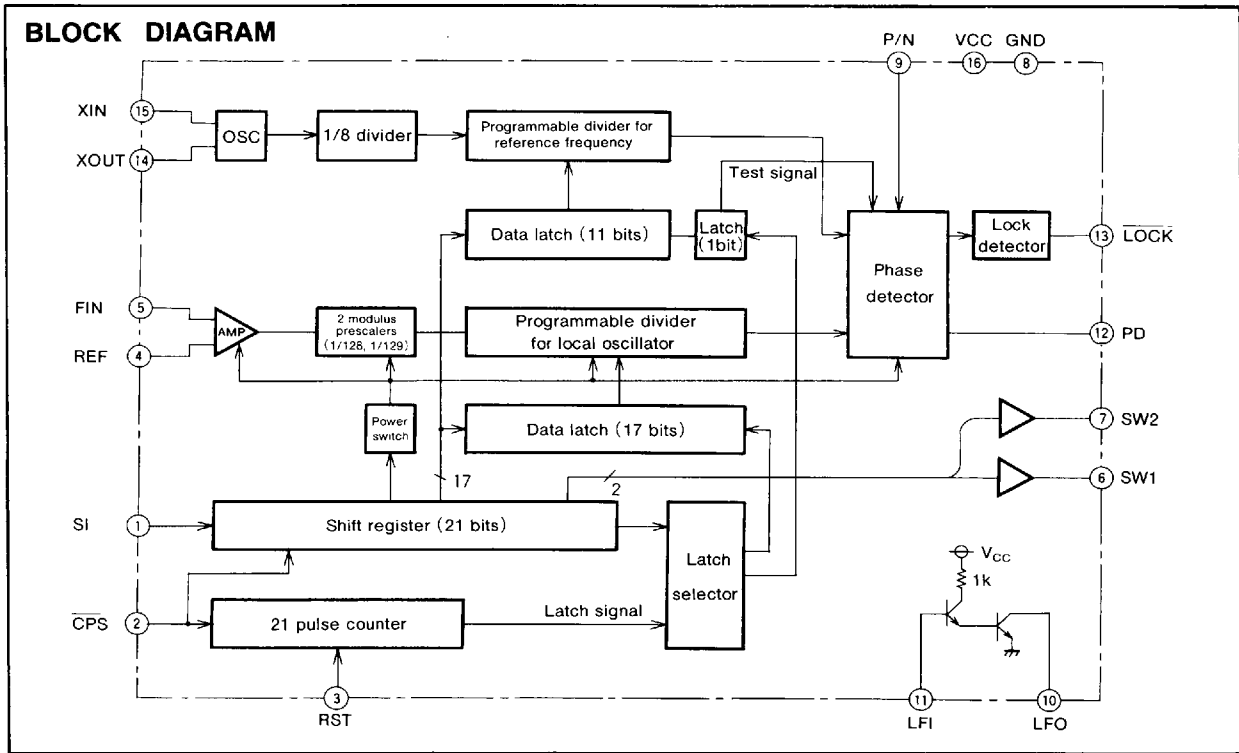 BLOCK DIAGRAM
P/N
VCC
GND
9
16
8
XIN
15
XOUT
14
OSC
1/8 divider
Programmable divider for
reference frequency
Test signal
Data latch (11 bits)
Latch
(1bit)
Phase
detector
Lock
detector
13
LOCK
FIN
5
REF
4
AMP
2 modulus
prescalers
(1/128, 1/129)
Programmable divider
for local oscillator
12
PD
Power
switch
Data latch (17 bits)
7
SW2
17
2
6
SW1
SI
1
Shift register (21 bits)
Latch
selector
CPS
2
21 pulse counter
Latch signal
VCC
1k
3
RST
11
LFI
10
LFO